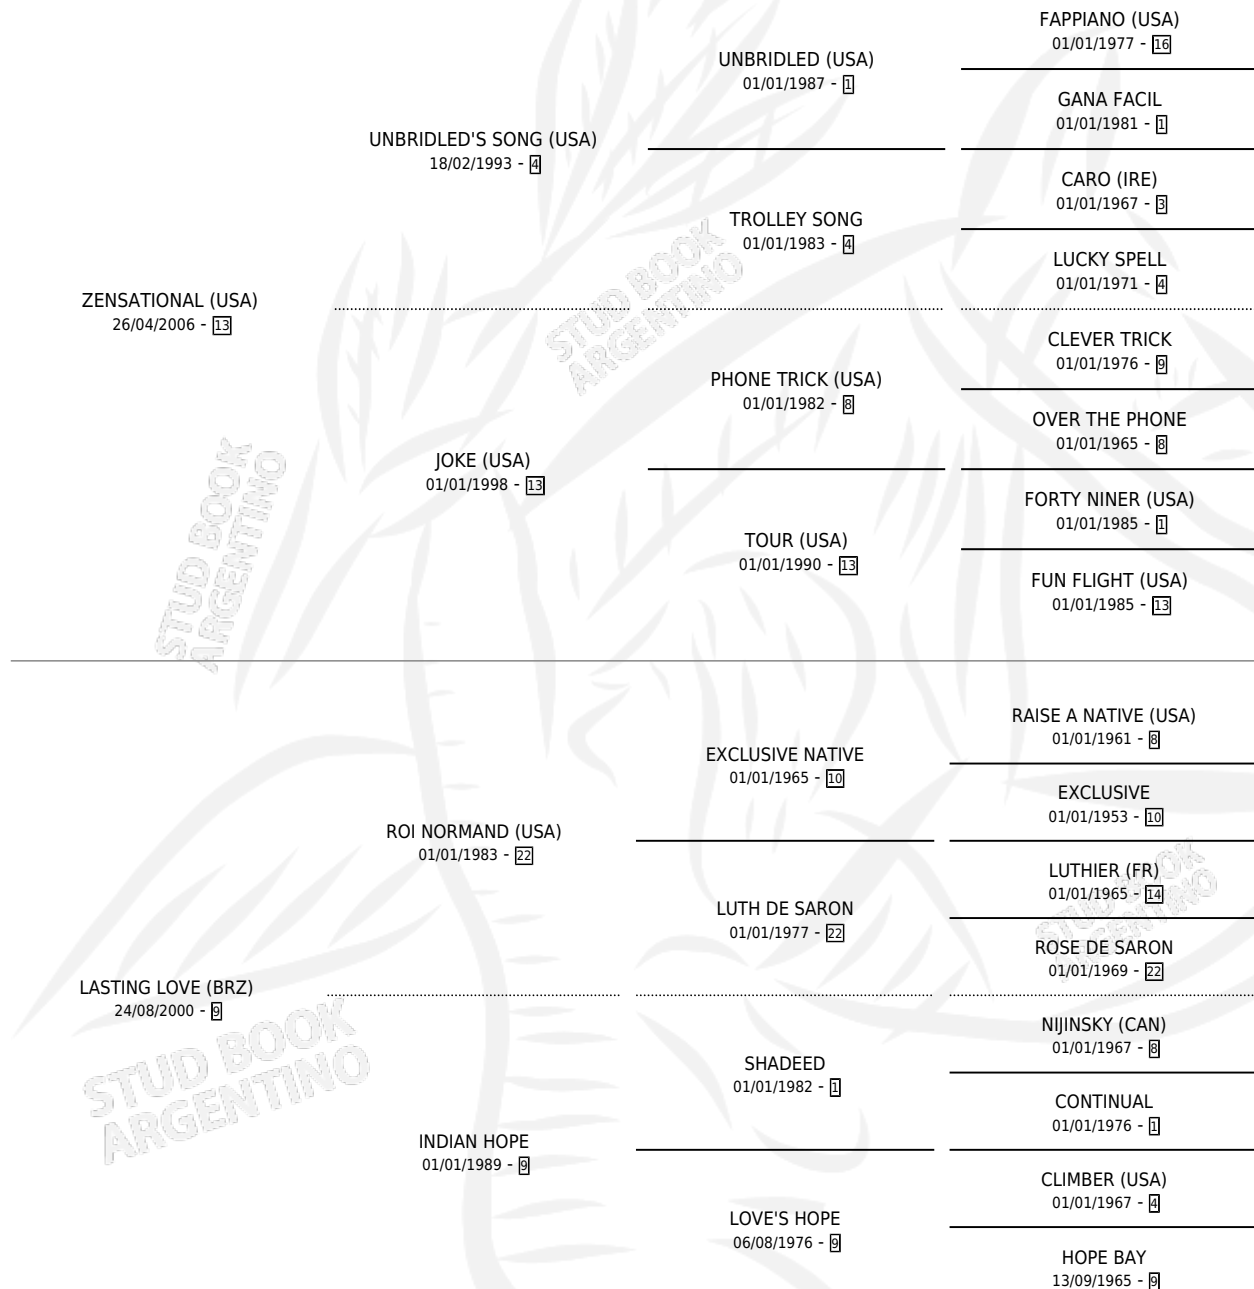 FAPPIANO (USA)
01/01/1977 - 16
UNBRIDLED (USA)
01/01/1987 - 1
GANA FACIL
01/01/1981 - 1
UNBRIDLED'S SONG (USA)
18/02/1993 - 4
CARO (IRE)
01/01/1967 - 3
TROLLEY SONG
01/01/1983 - 4
LUCKY SPELL
01/01/1971 - 4
ZENSATIONAL (USA)
26/04/2006 - 13
CLEVER TRICK
01/01/1976 - 9
PHONE TRICK (USA)
01/01/1982 - 8
OVER THE PHONE
01/01/1965 - 8
JOKE (USA)
01/01/1998 - 13
FORTY NINER (USA)
01/01/1985 - 1
TOUR (USA)
01/01/1990 - 13
FUN FLIGHT (USA)
01/01/1985 - 13
RAISE A NATIVE (USA)
01/01/1961 - 8
EXCLUSIVE NATIVE
01/01/1965 - 10
EXCLUSIVE
01/01/1953 - 10
ROI NORMAND (USA)
01/01/1983 - 22
LUTHIER (FR)
01/01/1965 - 14
LUTH DE SARON
01/01/1977 - 22
ROSE DE SARON
01/01/1969 - 22
LASTING LOVE (BRZ)
24/08/2000 - 9
NIJINSKY (CAN)
01/01/1967 - 8
SHADEED
01/01/1982 - 1
CONTINUAL
01/01/1976 - 1
INDIAN HOPE
01/01/1989 - 9
CLIMBER (USA)
01/01/1967 - 4
LOVE'S HOPE
06/08/1976 - 9
HOPE BAY
13/09/1965 - 9
STUD BOOK
ARGENTINO
STUD BOOK
ARGENTINO
STUD BOOK
ARGENTINO
STUD BOOK
ARGENTINO